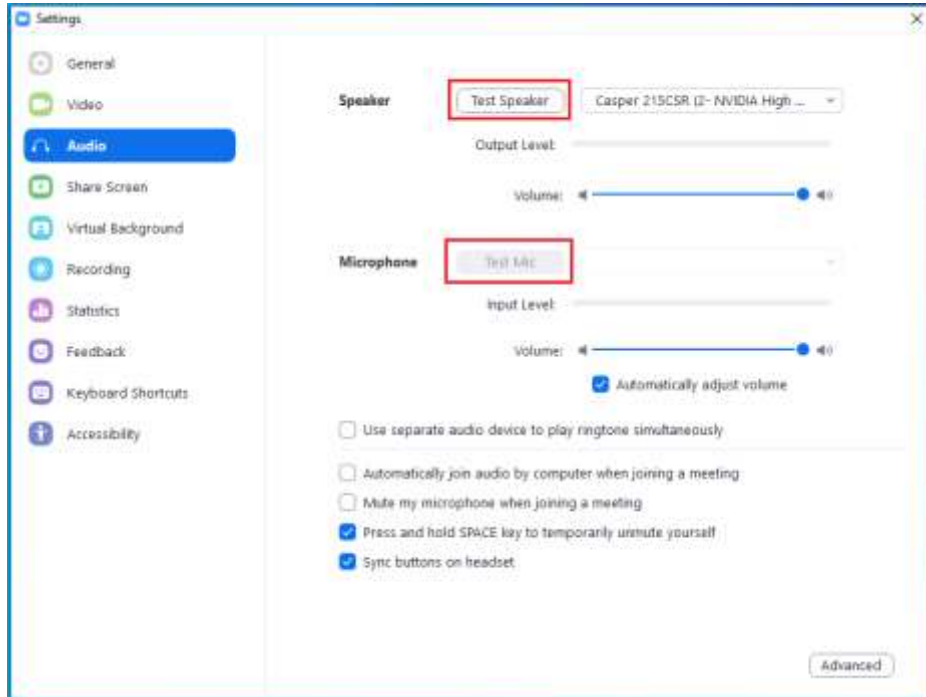 Settings
General
Video
Audio
Share Screen
Virtual Background
Recording
Statistics
Feedback
Keyboard Shortcuts
Accessibility
Speaker Test Speaker Casper 215CSR (2- NVIDIA High ...
Output Level:
Volume:
Microphone Test Mic
Input Level:
Volume:
Automatically adjust volume
Use separate audio device to play ringtone simultaneously
Automatically join audio by computer when joining a meeting
Mute my microphone when joining a meeting
Press and hold SPACE key to temporarily unmute yourself
Sync buttons on headset
Advanced